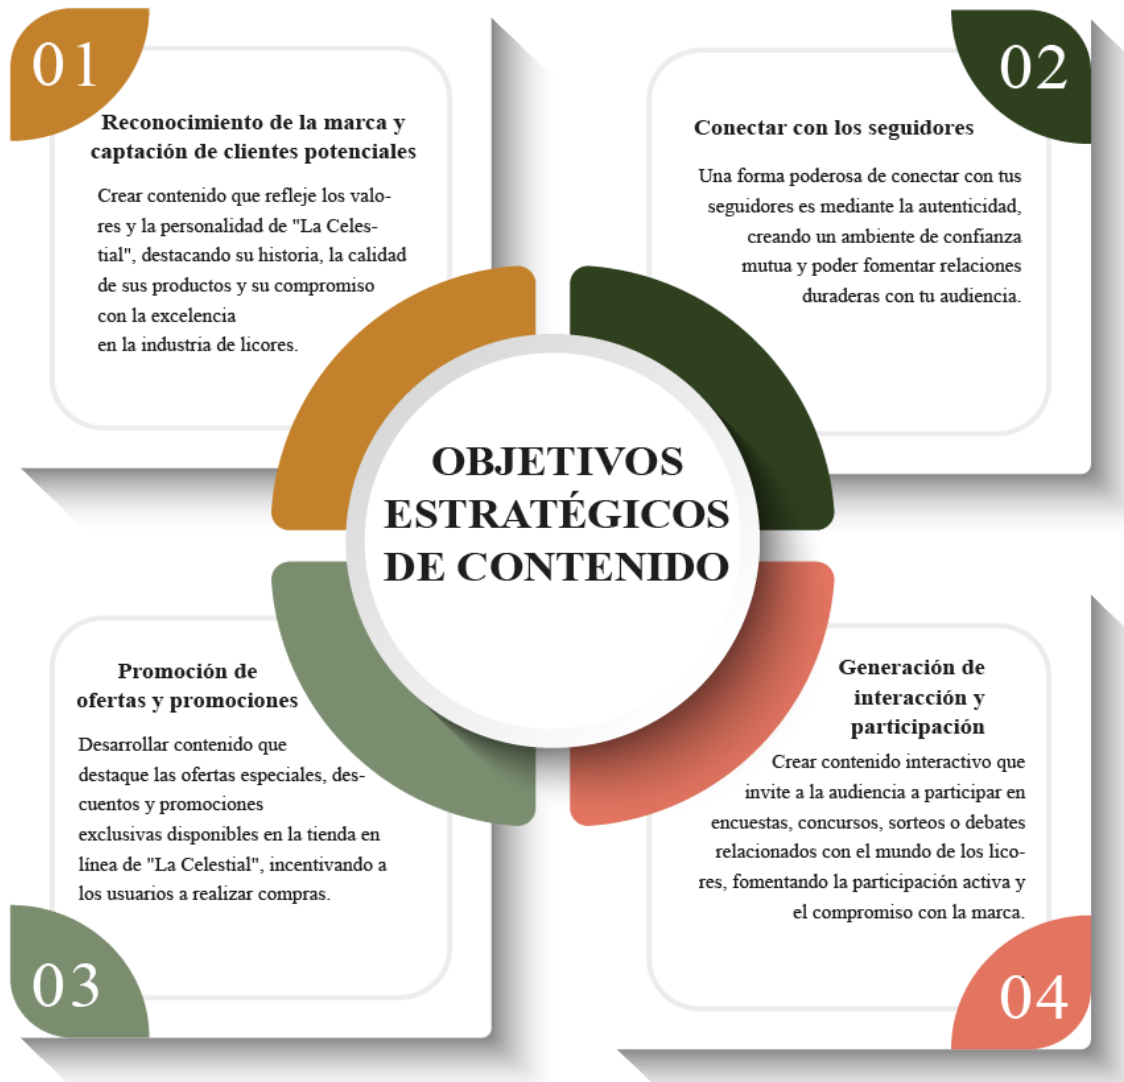 01
Reconocimiento de la marca y
captación de clientes potenciales
Crear contenido que refleje los valo-
res y la personalidad de "La Celes-
tial", destacando su historia, la calidad
de sus productos y su compromiso
con la excelencia
en la industria de licores.
02
Conectar con los seguidores
Una forma poderosa de conectar con tus
seguidores es mediante la autenticidad,
creando un ambiente de confianza
mutua y poder fomentar relaciones
duraderas con tu audiencia.
OBJETIVOS
ESTRATÉGICOS
DE CONTENIDO
Promoción de
ofertas y promociones
Desarrollar contenido que
destaque las ofertas especiales, des-
cuentos y promociones
exclusivas disponibles en la tienda en
línea de "La Celestial", incentivando a
los usuarios a realizar compras.
03
Generación de
interacción y
participación
Crear contenido interactivo que
invite a la audiencia a participar en
encuestas, concursos, sorteos o debates
relacionados con el mundo de los lico-
res, fomentando la participación activa y
el compromiso con la marca.
04